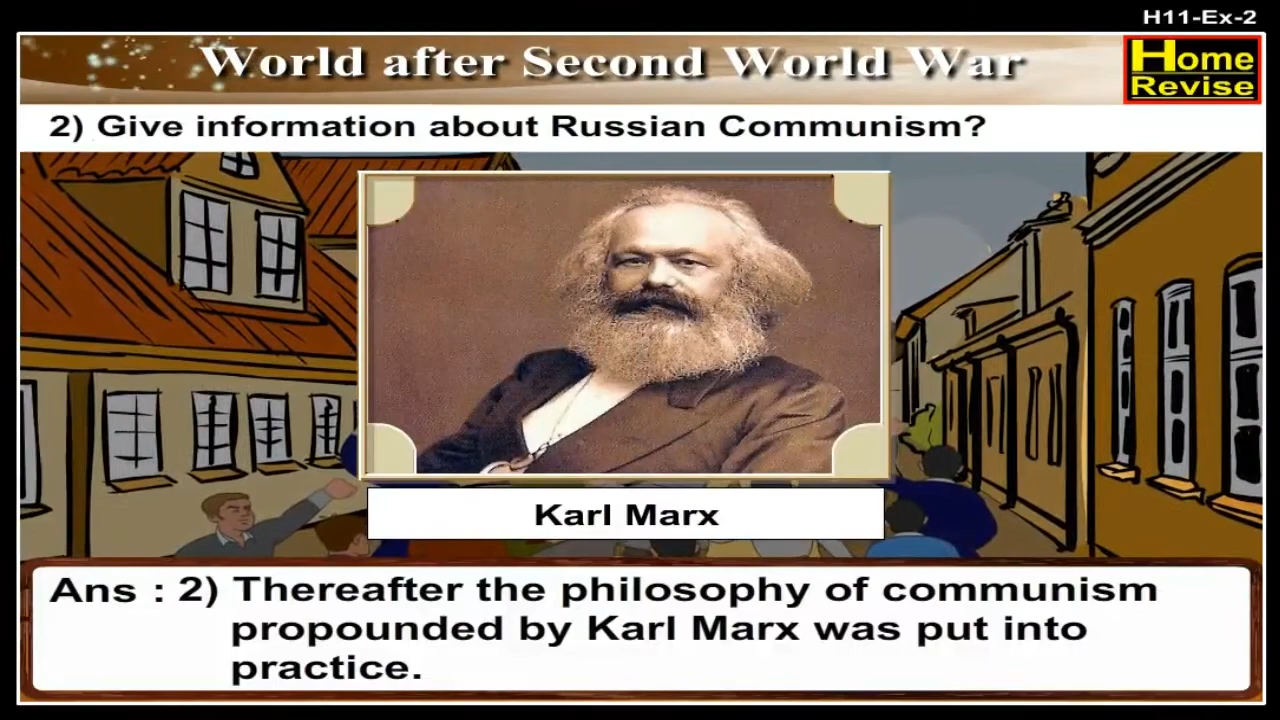 H11-Ex-2
World after Second World War
Home
Revise
2) Give information about Russian Communism?
Karl Marx
Ans : 2) Thereafter the philosophy of communism
propounded by Karl Marx was put into
practice.